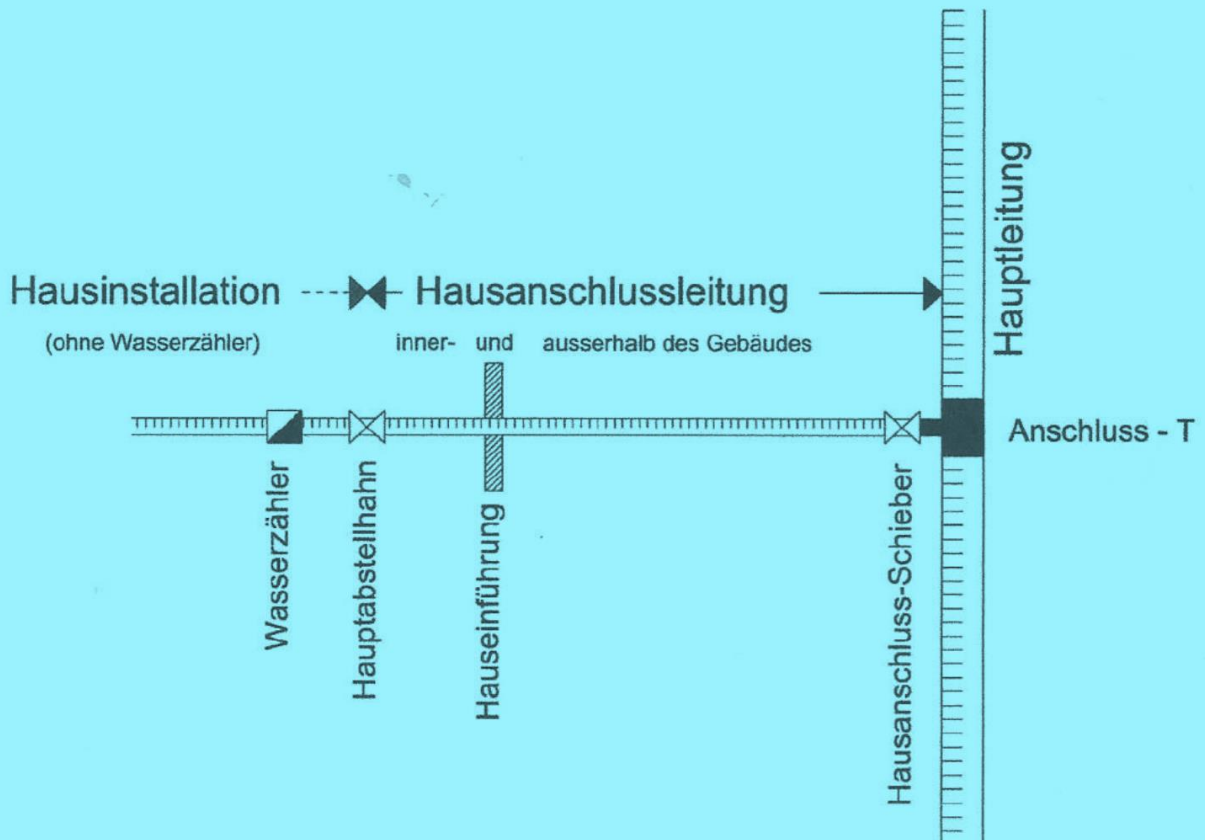 Hauptleitung
Hausinstallation
Hausanschlussleitung
(ohne Wasserzähler)
inner- und ausserhalb des Gebäudes
Anschluss - T
Wasserzähler
Hauptabstellhahn
Hauseinführung
Hausanschluss-Schieber